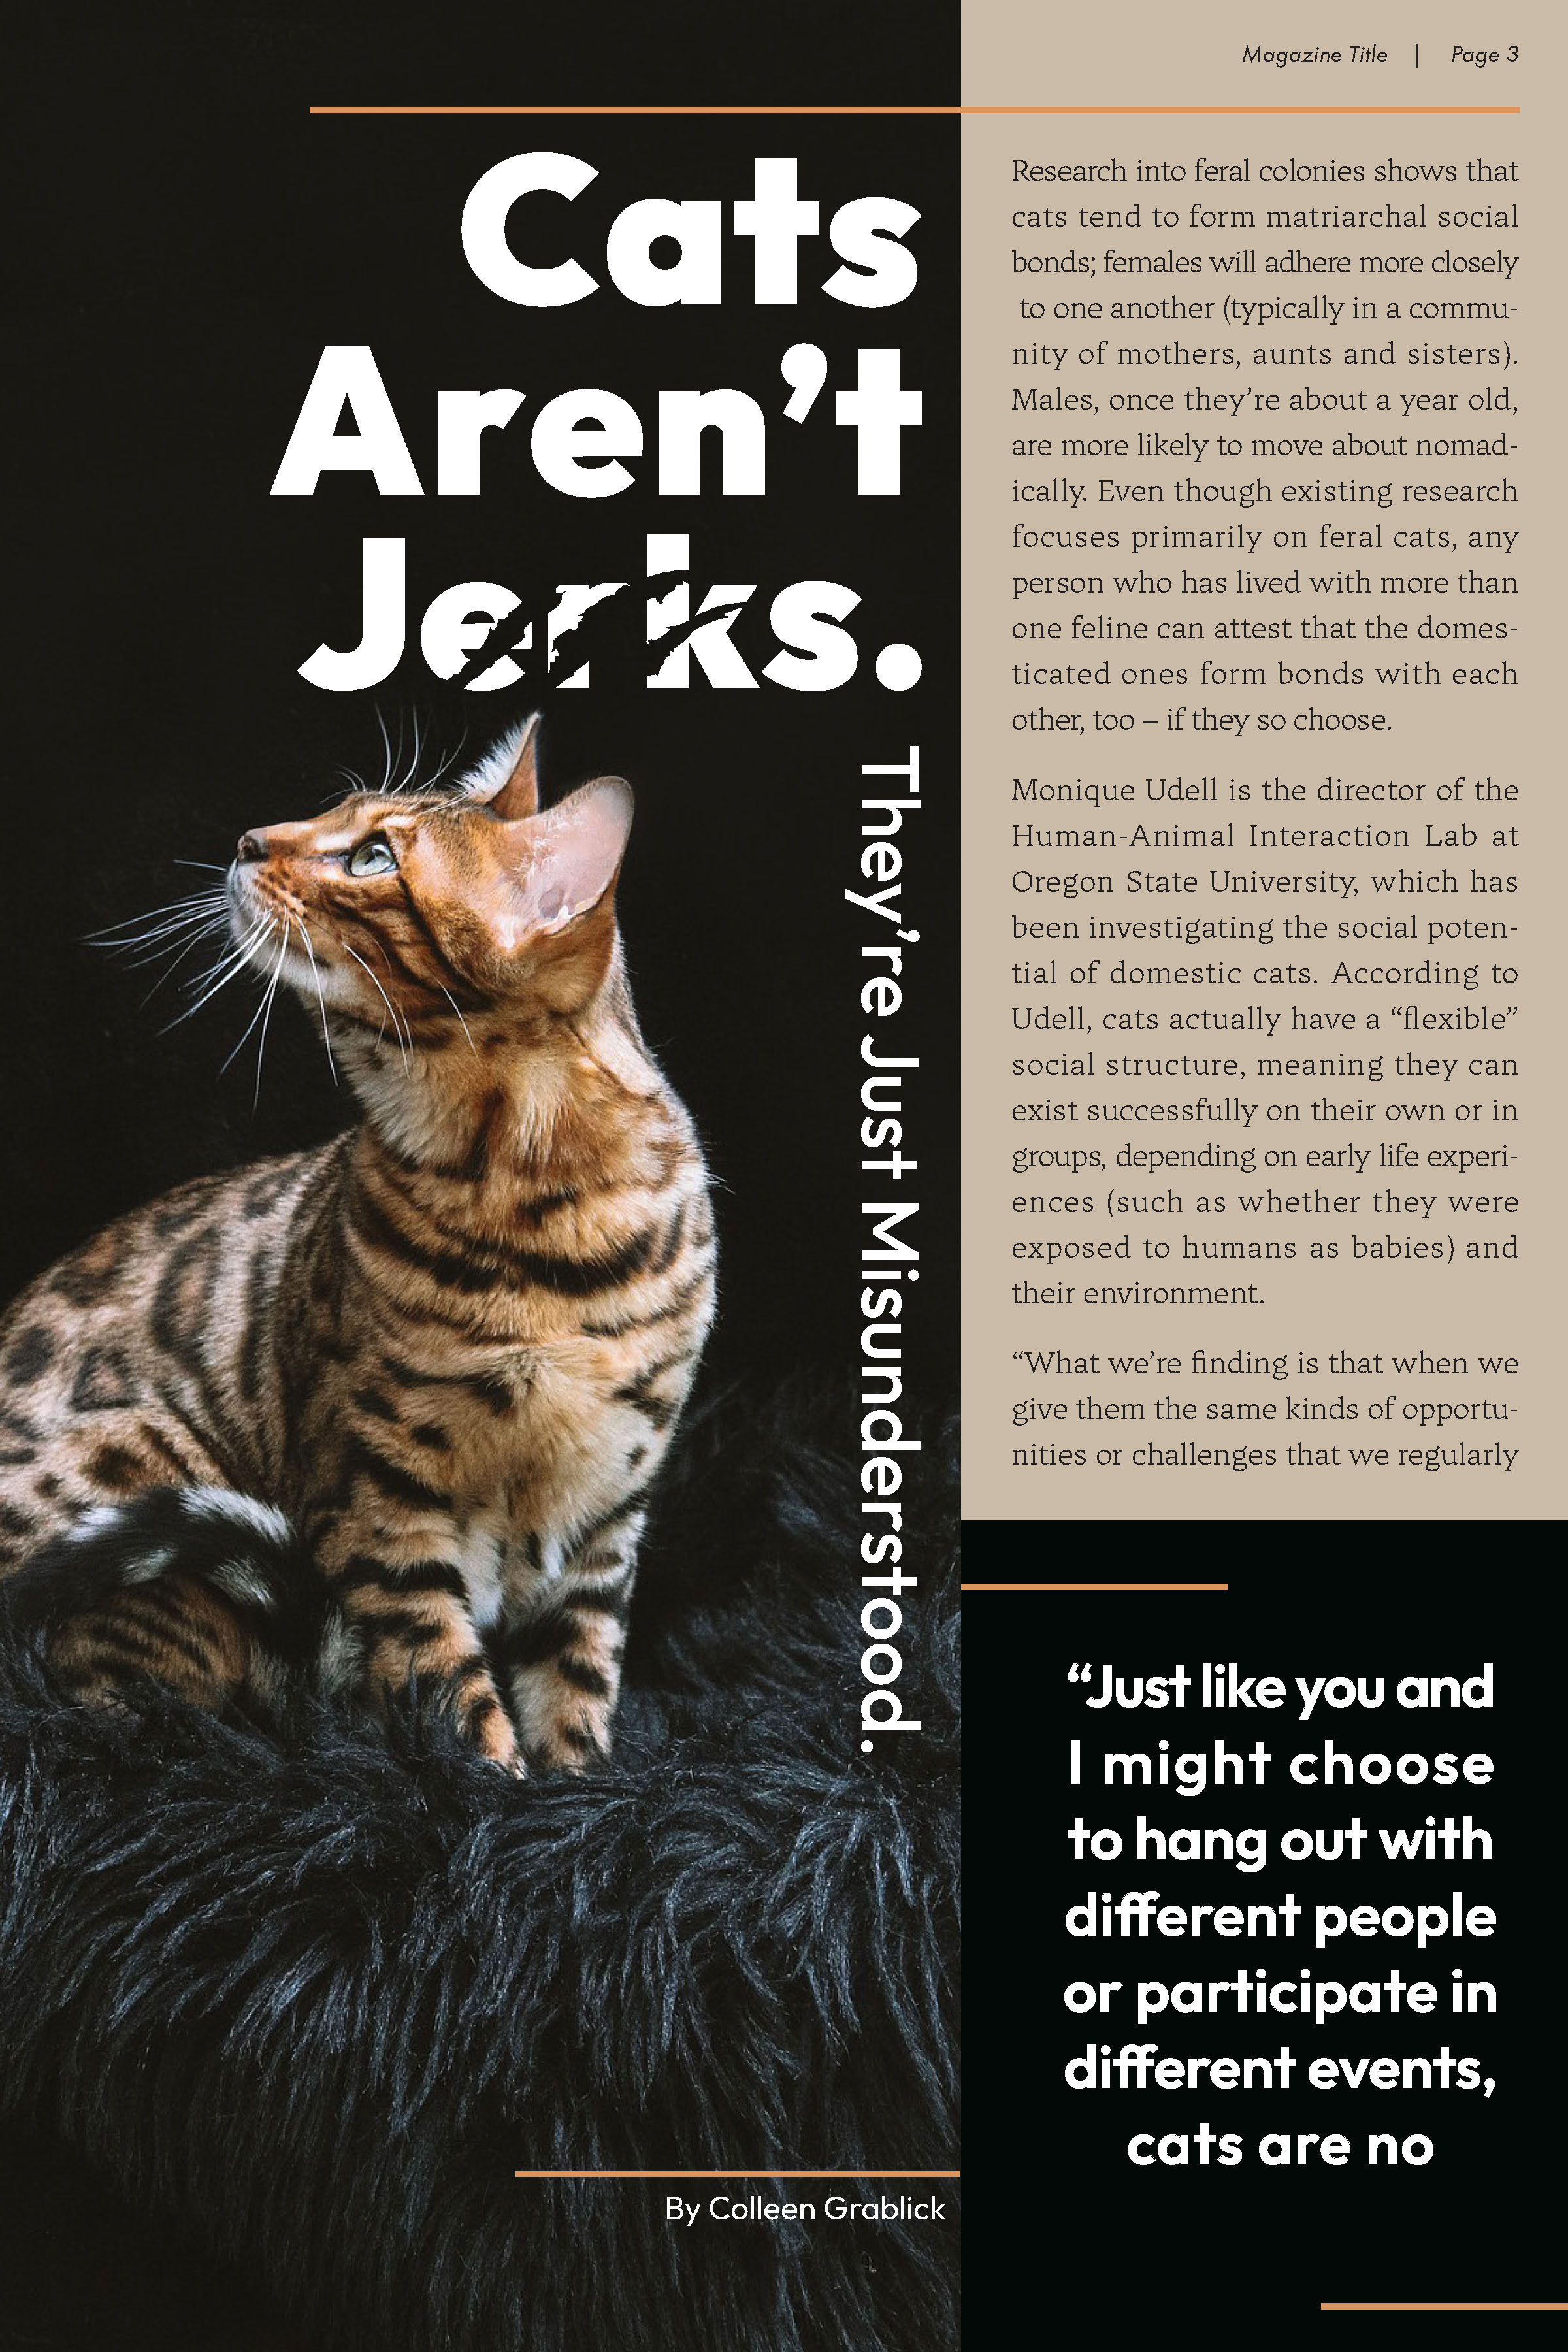 Magazine Title | Page 3
Cats
Aren’t
Jerks.
They’re Just Misunderstood.
By Colleen Grablick
Research into feral colonies shows that
cats tend to form matriarchal social
bonds; females will adhere more closely
to one another (typically in a commu-
nity of mothers, aunts and sisters).
Males, once they’re about a year old,
are more likely to move about nomad-
ically. Even though existing research
focuses primarily on feral cats, any
person who has lived with more than
one feline can attest that the domes-
ticated ones form bonds with each
other, too – if they so choose.
Monique Udell is the director of the
Human-Animal Interaction Lab at
Oregon State University, which has
been investigating the social poten-
tial of domestic cats. According to
Udell, cats actually have a “flexible”
social structure, meaning they can
exist successfully on their own or in
groups, depending on early life experi-
ences (such as whether they were
exposed to humans as babies) and
their environment.
“What we’re finding is that when we
give them the same kinds of opportu-
nities or challenges that we regularly
“Just like you and
I might choose
to hang out with
different people
or participate in
different events,
cats are no